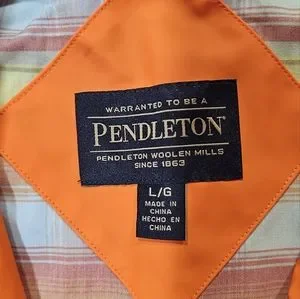 WARRANTED TO BE A
PENDLETON®
PENDLETON WOOLEN MILLS
SINCE 1863
L/G
MADE IN
CHINA
HECHO EN
CHINA